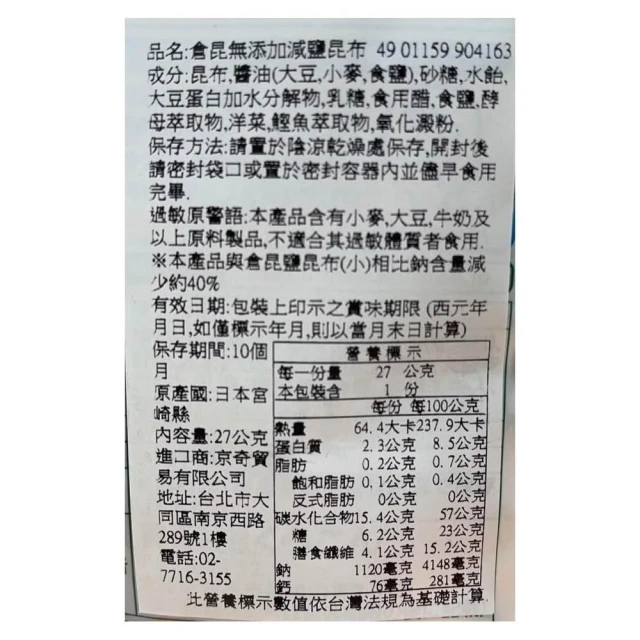 品名:倉昆無添加減鹽昆布 49 01159 904163
成分:昆布,醬油(大豆,小麥,食鹽),砂糖,水飴,
大豆蛋白加水分解物,乳糖,食用醋,食鹽,酵
母萃取物,洋菜,鰹魚萃取物,氧化澱粉.
保存方法:請置於陰涼乾燥處保存,開封後
請密封袋口或置於密封容器內並儘早食用
完畢.
過敏原警語:本產品含有小麥,大豆,牛奶及
以上原料製品,不適合其過敏體質者食用.
※本產品與倉昆鹽昆布(小)相比鈉含量減
少約40%
有效日期:包裝上印示之賞味期限 (西元年
月日,如僅標示年月,則以當月末日計算)
保存期間:10個
月
原產國:日本宮
崎縣
內容量:27公克
進口商:京奇貿
易有限公司
地址:台北市大
同區南京西路
289號1樓
電話:02-
7716-3155
營養標示
每一份量 27 公克
本包裝含 1 份
每份 每100公克
熱量 64.4大卡 237.9大卡
蛋白質 2.3公克 8.5公克
脂肪 0.2公克 0.7公克
飽和脂肪 0.1公克 0.4公克
反式脂肪 0公克 0公克
碳水化合物 15.4公克 57公克
糖 6.2公克 23公克
膳食纖維 4.1公克 15.2公克
鈉 1120毫克 4148毫克
鈣 76毫克 281毫克
此營養標示數值依台灣法規為基礎計算.